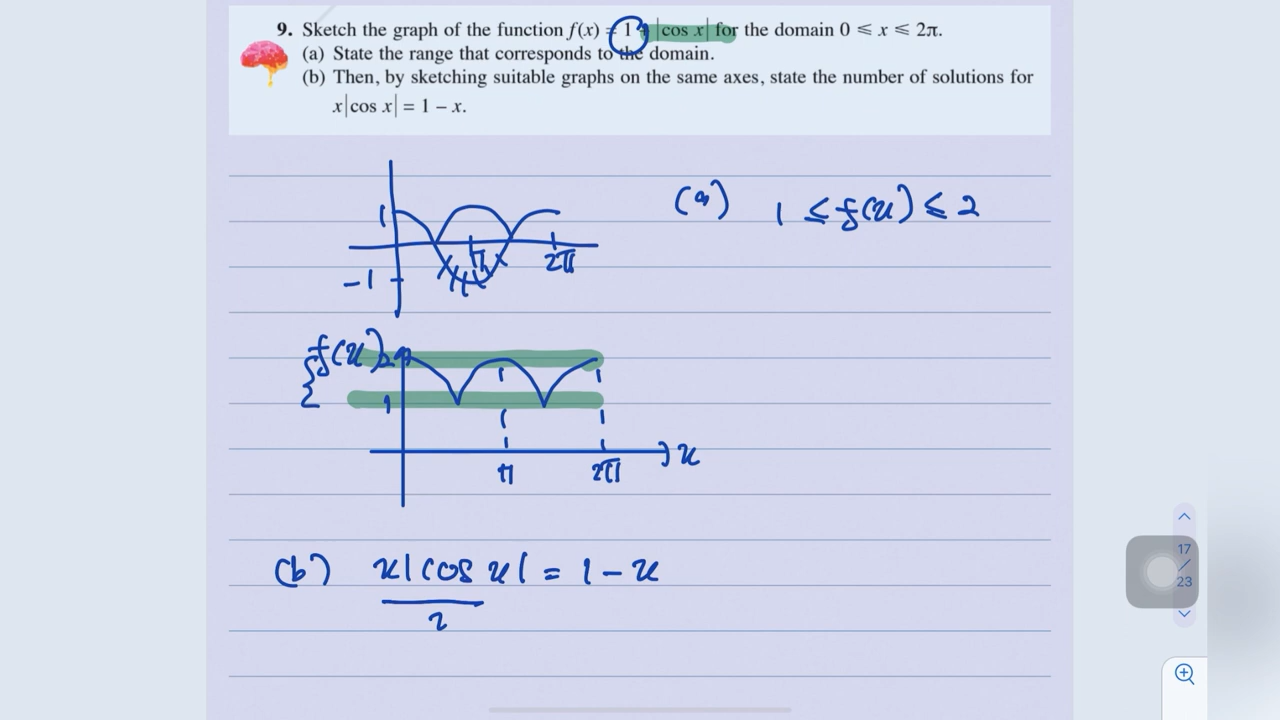 9. Sketch the graph of the function f(x) = 1 + |cos x| for the domain 0 ⩽ x ⩽ 2π.
(a) State the range that corresponds to the domain.
(b) Then, by sketching suitable graphs on the same axes, state the number of solutions for
x|cos x| = 1 – x.
(a) 1 ≤ f(x) ≤ 2
1
π
2π
-1
f(x)
2
1
x
π
2π
(b) x|cos x| = 1 - x
x
17
/
23